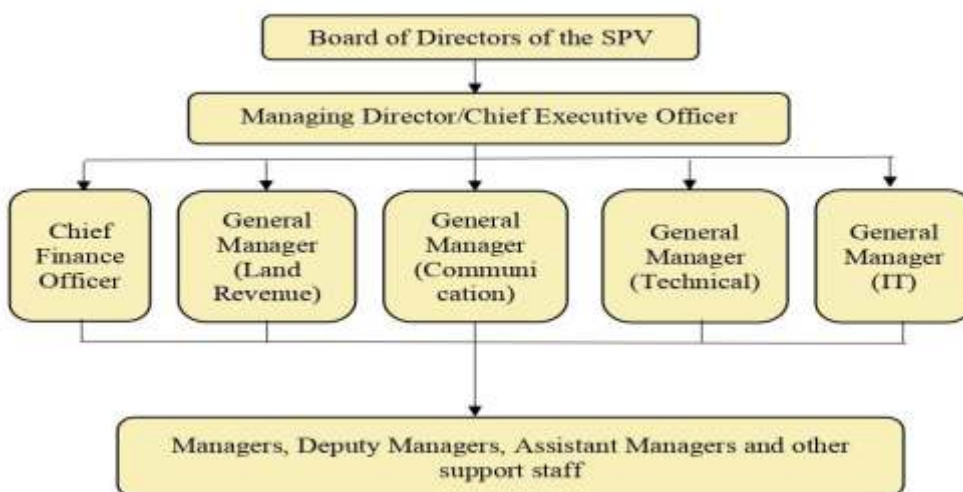 Board of Directors of the SPV
Managing Director/Chief Executive Officer
Chief
Finance
Officer
General
Manager
(Land
Revenue)
General
Manager
(Communi
cation)
General
Manager
(Technical)
General
Manager
(IT)
Managers, Deputy Managers, Assistant Managers and other
support staff